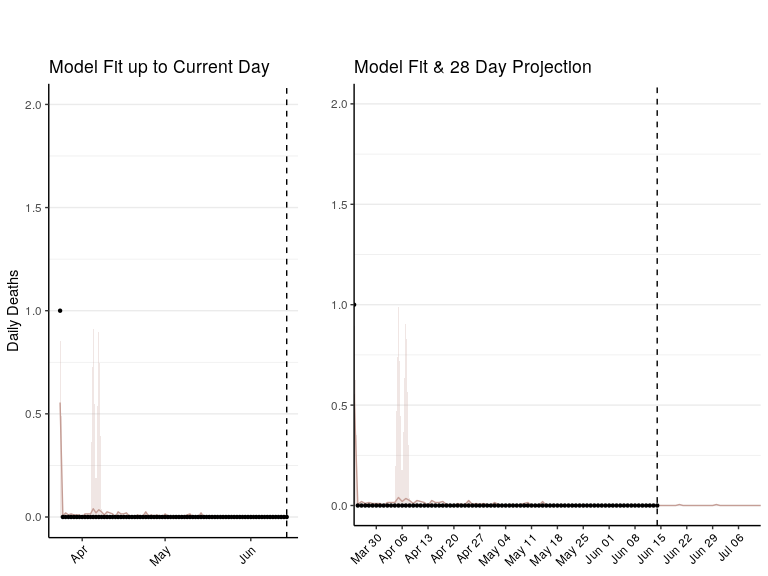 Model Fit up to Current Day
Model Fit & 28 Day Projection
Daily Deaths
2.0
1.5
1.0
0.5
0.0
Apr
May
Jun
2.0
1.5
1.0
0.5
0.0
Mar 30
Apr 06
Apr 13
Apr 20
Apr 27
May 04
May 11
May 18
May 25
Jun 01
Jun 08
Jun 15
Jun 22
Jun 29
Jul 06